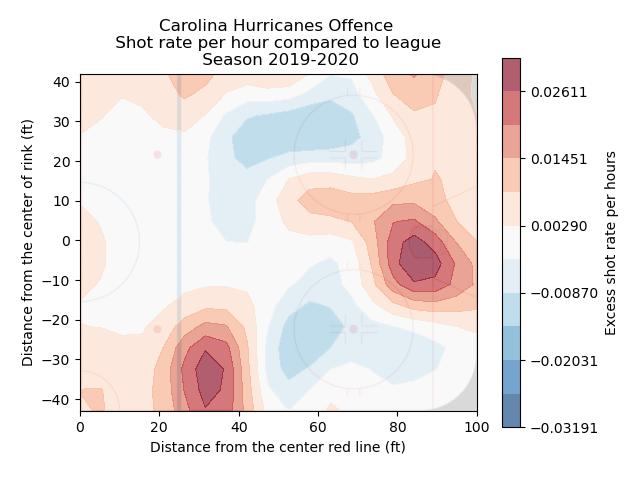 Carolina Hurricanes Offence
Shot rate per hour compared to league
Season 2019-2020
Distance from the center of rink (ft)
40
30
20
10
0
−10
−20
−30
−40
0 20 40 60 80 100
Distance from the center red line (ft)
0.02611
0.01451
0.00290
−0.00870
−0.02031
−0.03191
Excess shot rate per hours